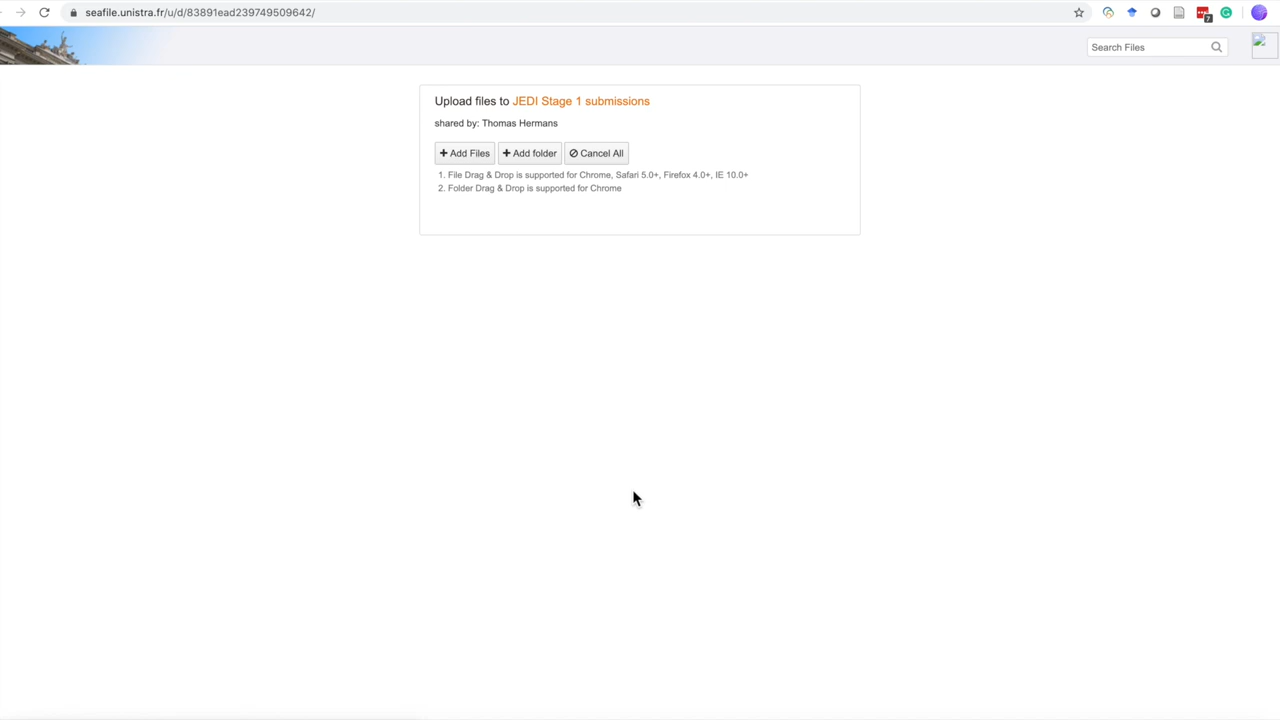 seafile.unistra.fr/u/d/83891ead239749509642/
7
Search Files
Upload files to JEDI Stage 1 submissions
shared by: Thomas Hermans
Add Files Add folder Cancel All
1. File Drag & Drop is supported for Chrome, Safari 5.0+, Firefox 4.0+, IE 10.0+
2. Folder Drag & Drop is supported for Chrome